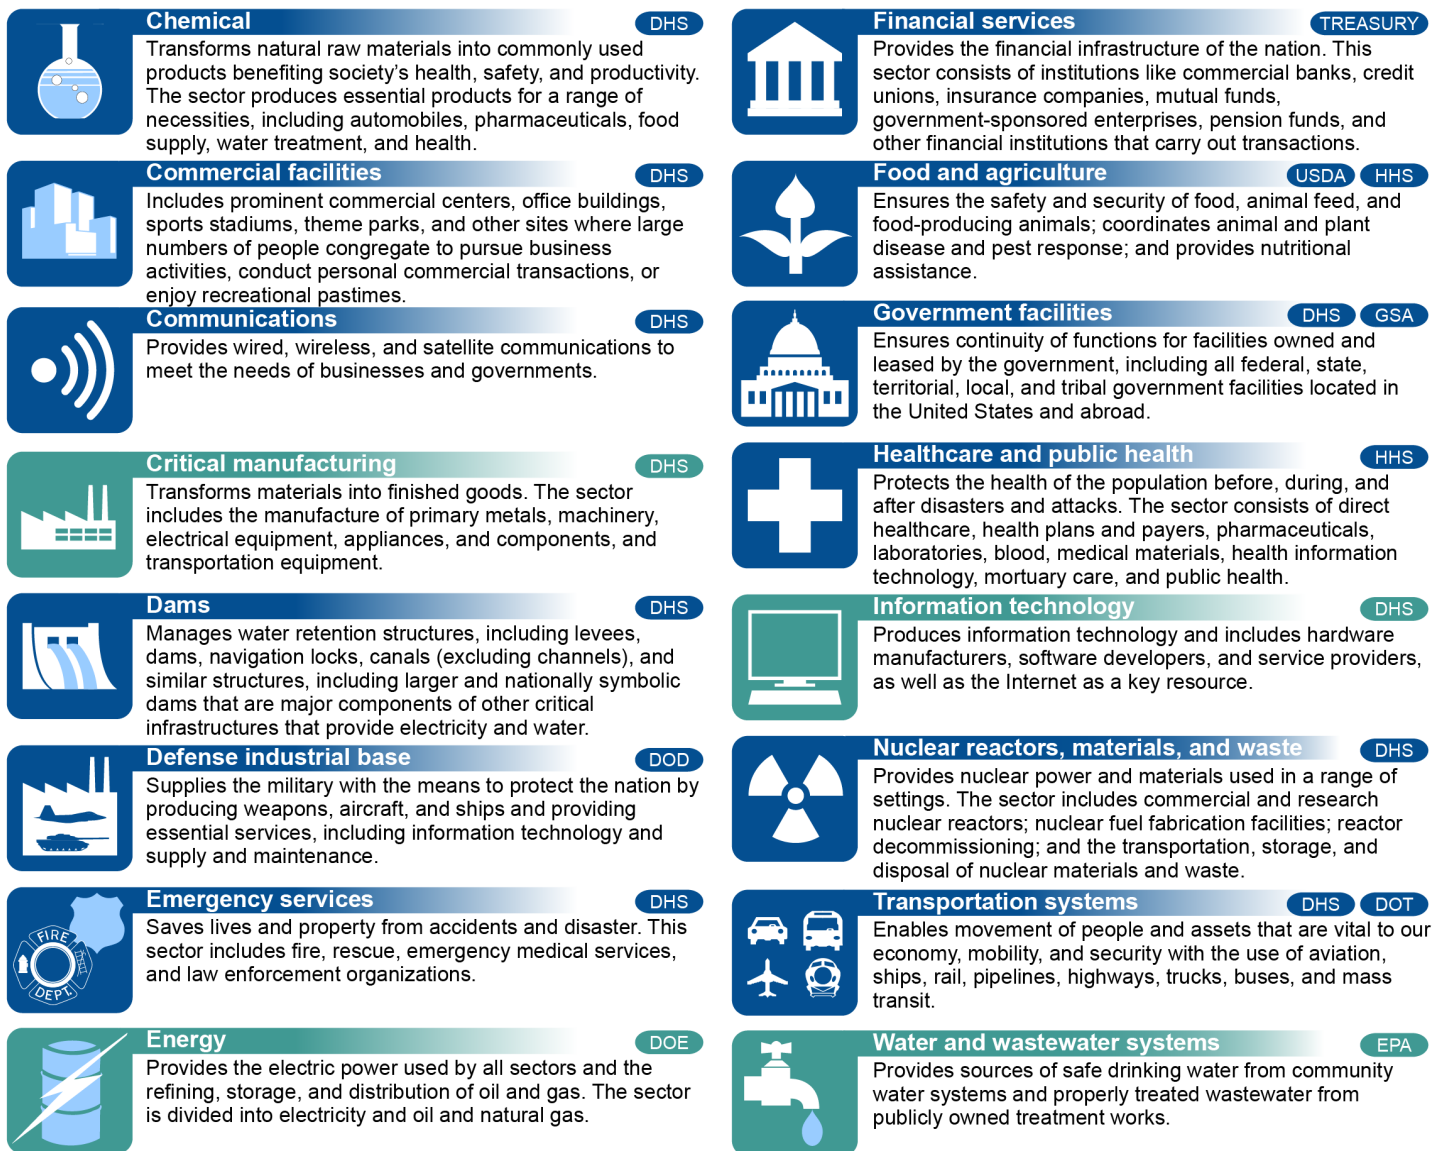 Chemical DHS
Transforms natural raw materials into commonly used
products benefiting society's health, safety, and productivity.
The sector produces essential products for a range of
necessities, including automobiles, pharmaceuticals, food
supply, water treatment, and health.
Commercial facilities DHS
Includes prominent commercial centers, office buildings,
sports stadiums, theme parks, and other sites where large
numbers of people congregate to pursue business
activities, conduct personal commercial transactions, or
enjoy recreational pastimes.
Communications DHS
Provides wired, wireless, and satellite communications to
meet the needs of businesses and governments.
Critical manufacturing DHS
Transforms materials into finished goods. The sector
includes the manufacture of primary metals, machinery,
electrical equipment, appliances, and components, and
transportation equipment.
Dams DHS
Manages water retention structures, including levees,
dams, navigation locks, canals (excluding channels), and
similar structures, including larger and nationally symbolic
dams that are major components of other critical
infrastructures that provide electricity and water.
Defense industrial base DOD
Supplies the military with the means to protect the nation by
producing weapons, aircraft, and ships and providing
essential services, including information technology and
supply and maintenance.
Emergency services DHS
FIRE
DEPT.
Saves lives and property from accidents and disaster. This
sector includes fire, rescue, emergency medical services,
and law enforcement organizations.
Energy DOE
Provides the electric power used by all sectors and the
refining, storage, and distribution of oil and gas. The sector
is divided into electricity and oil and natural gas.
Financial services TREASURY
Provides the financial infrastructure of the nation. This
sector consists of institutions like commercial banks, credit
unions, insurance companies, mutual funds,
government-sponsored enterprises, pension funds, and
other financial institutions that carry out transactions.
Food and agriculture USDA HHS
Ensures the safety and security of food, animal feed, and
food-producing animals; coordinates animal and plant
disease and pest response; and provides nutritional
assistance.
Government facilities DHS GSA
Ensures continuity of functions for facilities owned and
leased by the government, including all federal, state,
territorial, local, and tribal government facilities located in
the United States and abroad.
Healthcare and public health HHS
Protects the health of the population before, during, and
after disasters and attacks. The sector consists of direct
healthcare, health plans and payers, pharmaceuticals,
laboratories, blood, medical materials, health information
technology, mortuary care, and public health.
Information technology DHS
Produces information technology and includes hardware
manufacturers, software developers, and service providers,
as well as the Internet as a key resource.
Nuclear reactors, materials, and waste DHS
Provides nuclear power and materials used in a range of
settings. The sector includes commercial and research
nuclear reactors; nuclear fuel fabrication facilities; reactor
decommissioning; and the transportation, storage, and
disposal of nuclear materials and waste.
Transportation systems DHS DOT
Enables movement of people and assets that are vital to our
economy, mobility, and security with the use of aviation,
ships, rail, pipelines, highways, trucks, buses, and mass
transit.
Water and wastewater systems EPA
Provides sources of safe drinking water from community
water systems and properly treated wastewater from
publicly owned treatment works.